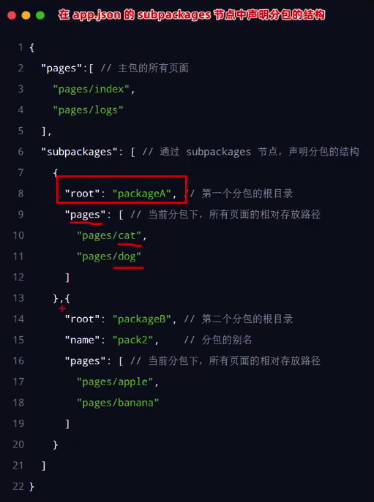 在 app.json 的 subpackages 节点中声明分包的结构
1 {
2 "pages":[ // 主包的所有页面
3 "pages/index",
4 "pages/logs"
5 ],
6 "subpackages": [ // 通过 subpackages 节点，声明分包的结构
7 {
8 "root": "packageA", // 第一个分包的根目录
9 "pages": [ // 当前分包下，所有页面的相对存放路径
10 "pages/cat",
11 "pages/dog"
12 ]
13 },{
14 "root": "packageB", // 第二个分包的根目录
15 "name": "pack2", // 分包的别名
16 "pages": [ // 当前分包下，所有页面的相对存放路径
17 "pages/apple",
18 "pages/banana"
19 ]
20 }
21 ]
22 }